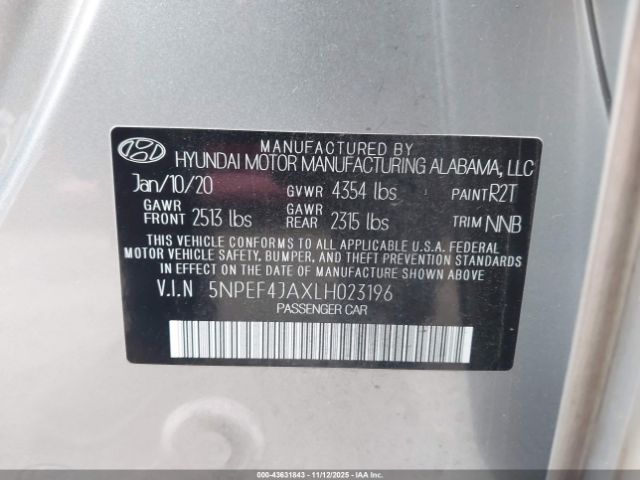 MANUFACTURED BY
HYUNDAI MOTOR MANUFACTURING ALABAMA, LLC
Jan/10/20 GVWR 4354 lbs PAINT R2T
GAWR FRONT 2513 lbs GAWR REAR 2315 lbs TRIM NNB
THIS VEHICLE CONFORMS TO ALL APPLICABLE U.S.A. FEDERAL
MOTOR VEHICLE SAFETY, BUMPER, AND THEFT PREVENTION
STANDARDS IN EFFECT ON THE DATE OF MANUFACTURE SHOWN ABOVE.
V.I.N 5NPEF4JAXLH023196
PASSENGER CAR
000-43631843 - 11/12/2025 - IAAI.COM